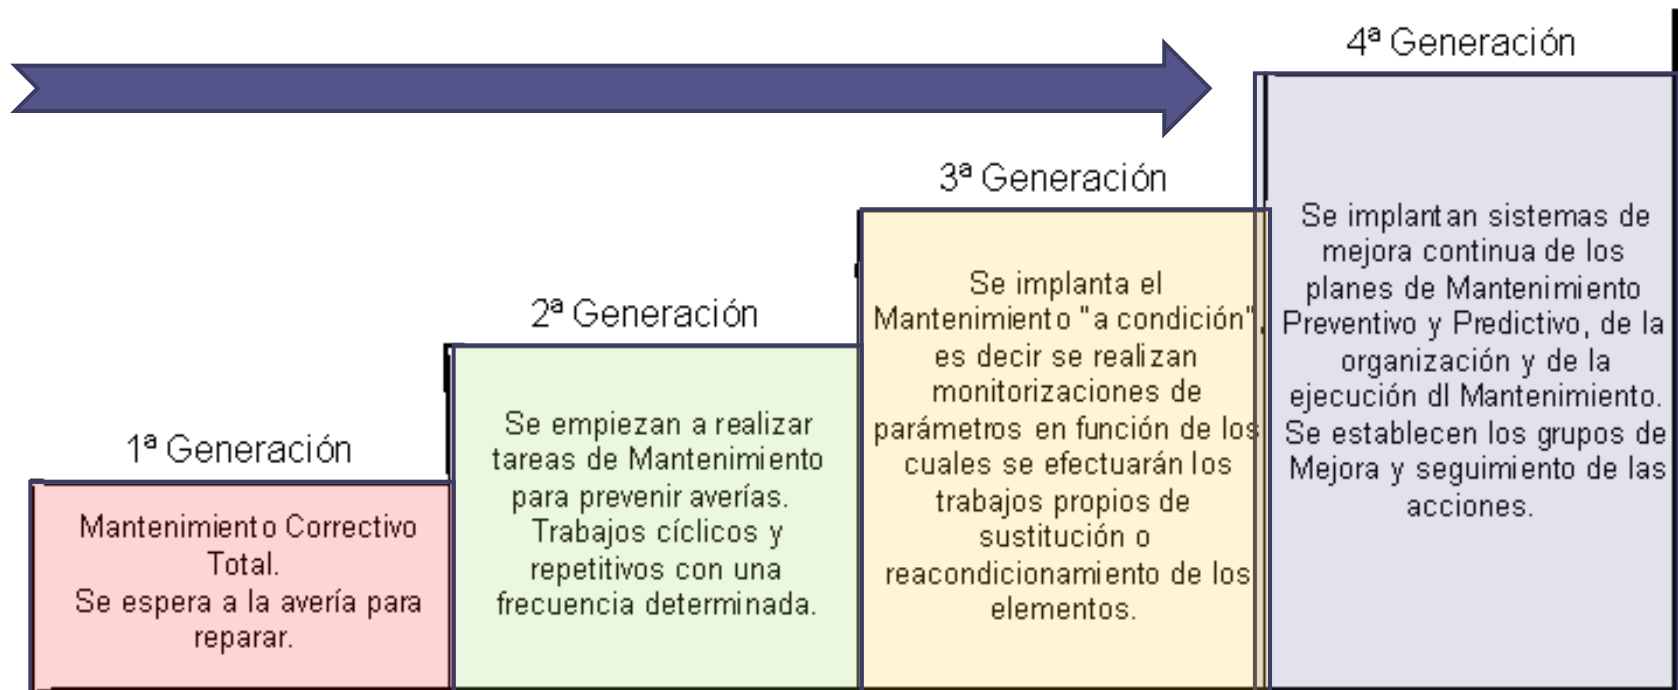 1ª Generación
Mantenimiento Correctivo
Total.
Se espera a la avería para
reparar.
2ª Generación
Se empiezan a realizar
tareas de Mantenimiento
para prevenir averías.
Trabajos cíclicos y
repetitivos con una
frecuencia determinada.
3ª Generación
Se implanta el
Mantenimiento "a condición",
es decir se realizan
monitorizaciones de
parámetros en función de los
cuales se efectuarán los
trabajos propios de
sustitución o
reacondicionamiento de los
elementos.
4ª Generación
Se implantan sistemas de
mejora continua de los
planes de Mantenimiento
Preventivo y Predictivo, de la
organización y de la
ejecución dl Mantenimiento.
Se establecen los grupos de
Mejora y seguimiento de las
acciones.